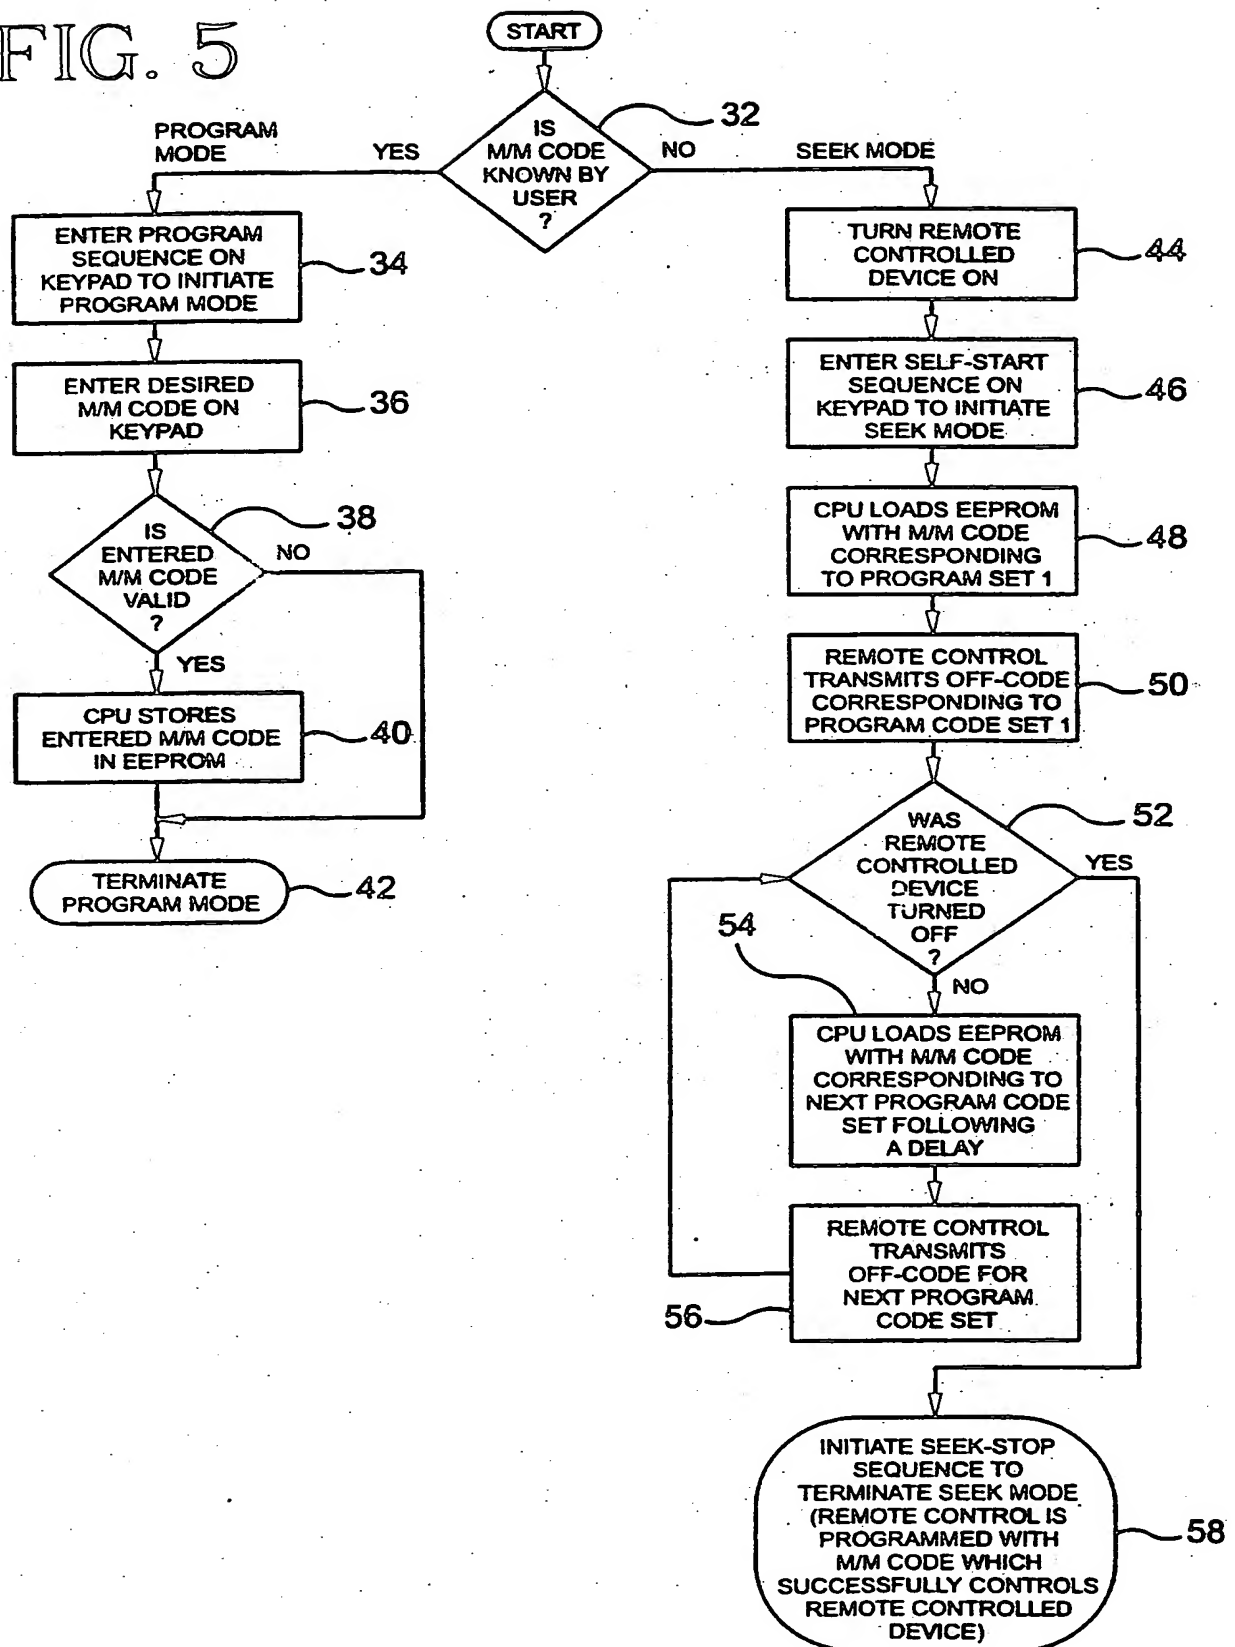 FIG. 5
START
IS
M/M CODE
KNOWN BY
USER
?
32
PROGRAM
MODE
YES
NO
SEEK MODE
ENTER PROGRAM
SEQUENCE ON
KEYPAD TO INITIATE
PROGRAM MODE
34
ENTER DESIRED
M/M CODE ON
KEYPAD
36
IS
ENTERED
M/M CODE
VALID
?
38
NO
YES
CPU STORES
ENTERED M/M CODE
IN EEPROM
40
TERMINATE
PROGRAM MODE
42
TURN REMOTE
CONTROLLED
DEVICE ON
44
ENTER SELF-START
SEQUENCE ON
KEYPAD TO INITIATE
SEEK MODE
46
CPU LOADS EEPROM
WITH M/M CODE
CORRESPONDING
TO PROGRAM SET 1
48
REMOTE CONTROL
TRANSMITS OFF-CODE
CORRESPONDING TO
PROGRAM CODE SET 1
50
WAS
REMOTE
CONTROLLED
DEVICE
TURNED
OFF
?
52
YES
54
NO
CPU LOADS EEPROM
WITH M/M CODE
CORRESPONDING TO
NEXT PROGRAM CODE
SET FOLLOWING
A DELAY
REMOTE CONTROL
TRANSMITS
OFF-CODE FOR
NEXT PROGRAM
CODE SET
56
INITIATE SEEK-STOP
SEQUENCE TO
TERMINATE SEEK MODE
(REMOTE CONTROL IS
PROGRAMMED WITH
M/M CODE WHICH
SUCCESSFULLY CONTROLS
REMOTE CONTROLLED
DEVICE)
58